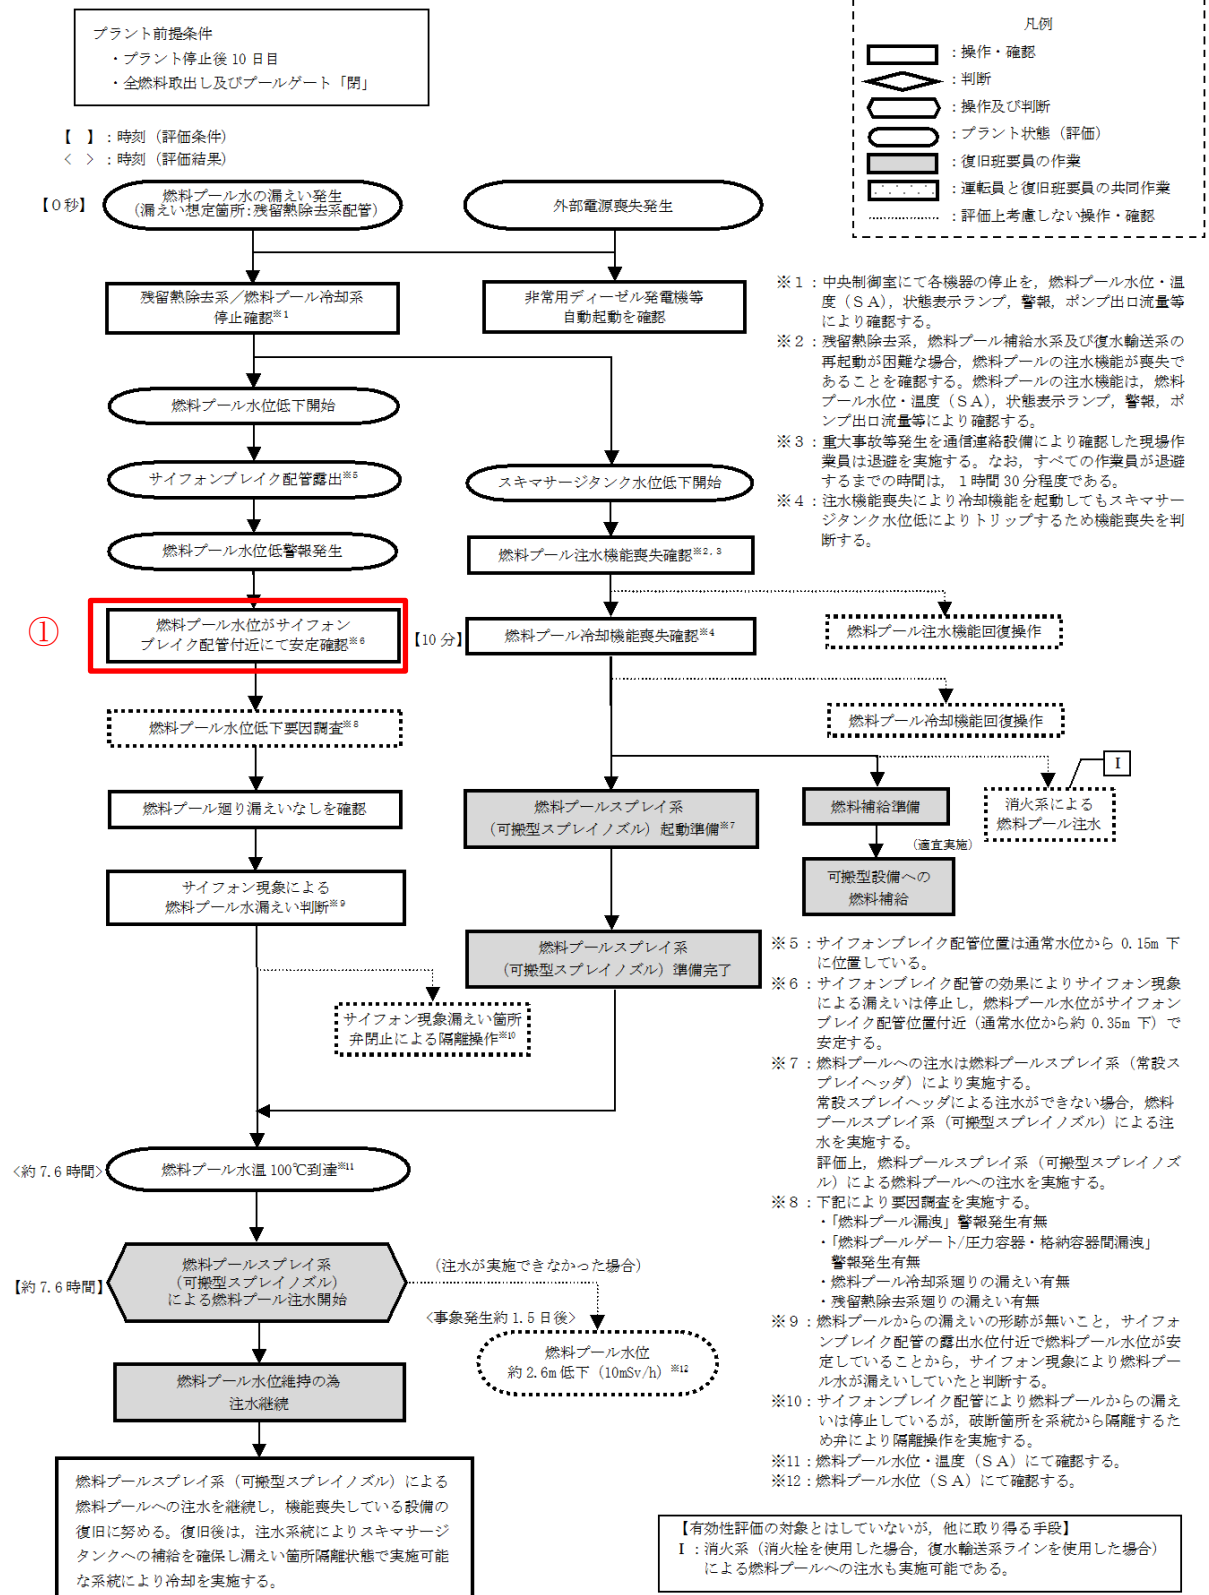 プラント前提条件
・プラント停止後 10 日目
・全燃料取出し及びプールゲート「閉」
【　】：時刻（評価条件）
＜　＞：時刻（評価結果）
凡例
：操作・確認
：判断
：操作及び判断
：プラント状態（評価）
：復旧班要員の作業
：運転員と復旧班要員の共同作業
：評価上考慮しない操作・確認
【0秒】
燃料プール水の漏えい発生
（漏えい想定箇所:残留熱除去系配管）
外部電源喪失発生
残留熱除去系／燃料プール冷却系
停止確認※1
非常用ディーゼル発電機等
自動起動を確認
燃料プール水位低下開始
サイフォンブレイク配管露出※5
スキマサージタンク水位低下開始
燃料プール水位低警報発生
燃料プール注水機能喪失確認※2,3
①
燃料プール水位がサイフォン
ブレイク配管付近にて安定確認※6
【10 分】
燃料プール冷却機能喪失確認※4
燃料プール注水機能回復操作
燃料プール水位低下要因調査※8
燃料プール冷却機能回復操作
Ⅰ
燃料プール廻り漏えいなしを確認
燃料プールスプレイ系
（可搬型スプレイノズル）起動準備※7
燃料補給準備
消火系による
燃料プール注水
（適宜実施）
可搬型設備への
燃料補給
サイフォン現象による
燃料プール水漏えい判断※9
燃料プールスプレイ系
（可搬型スプレイノズル）準備完了
サイフォン現象漏えい箇所
弁閉止による隔離操作※10
<約 7.6 時間>
燃料プール水温 100℃到達※11
【約 7.6 時間】
燃料プールスプレイ系
（可搬型スプレイノズル）
による燃料プール注水開始
（注水が実施できなかった場合）
<事象発生約 1.5 日後>
燃料プール水位
約 2.6m 低下（10mSv/h）※12
燃料プール水位維持の為
注水継続
燃料プールスプレイ系（可搬型スプレイノズル）による
燃料プールへの注水を継続し，機能喪失している設備の
復旧に努める。復旧後は，注水系統によりスキマサージ
タンクへの補給を確保し漏えい箇所隔離状態で実施可能
な系統により冷却を実施する。
※1：中央制御室にて各機器の停止を，燃料プール水位・温
度（ＳＡ），状態表示ランプ，警報，ポンプ出口流量等
により確認する。
※2：残留熱除去系，燃料プール補給水系及び復水輸送系の
再起動が困難な場合，燃料プールの注水機能が喪失で
あることを確認する。燃料プールの注水機能は，燃料
プール水位・温度（ＳＡ），状態表示ランプ，警報，ポ
ンプ出口流量等により確認する。
※3：重大事故等発生を通信連絡設備により確認した現場作
業員は退避を実施する。なお，すべての作業員が退避
するまでの時間は，1 時間 30 分程度である。
※4：注水機能喪失により冷却機能を起動してもスキマサー
ジタンク水位低によりトリップするため機能喪失を判
断する。
※5：サイフォンブレイク配管位置は通常水位から 0.15m 下
に位置している。
※6：サイフォンブレイク配管の効果によりサイフォン現象
による漏えいは停止し，燃料プール水位がサイフォン
ブレイク配管位置付近（通常水位から約 0.35m 下）で
安定する。
※7：燃料プールへの注水は燃料プールスプレイ系（常設ス
プレイヘッダ）により実施する。
常設スプレイヘッダによる注水ができない場合，燃料
プールスプレイ系（可搬型スプレイノズル）による注
水を実施する。
評価上，燃料プールスプレイ系（可搬型スプレイノズ
ル）による燃料プールへの注水を実施する。
※8：下記により要因調査を実施する。
・「燃料プール漏洩」警報発生有無
・「燃料プールゲート/圧力容器・格納容器間漏洩」
警報発生有無
・燃料プール冷却系廻りの漏えい有無
・残留熱除去系廻りの漏えい有無
※9：燃料プールからの漏えいの形跡が無いこと，サイフォ
ンブレイク配管の露出水位付近で燃料プール水位が安
定していることから，サイフォン現象により燃料プー
ル水が漏えいしていたと判断する。
※10：サイフォンブレイク配管により燃料プールからの漏え
いは停止しているが，破断箇所を系統から隔離するた
め弁により隔離操作を実施する。
※11：燃料プール水位・温度（ＳＡ）にて確認する。
※12：燃料プール水位（ＳＡ）にて確認する。
【有効性評価の対象とはしていないが，他に取り得る手段】
Ⅰ：消火系（消火栓を使用した場合，復水輸送系ラインを使用した場合）
による燃料プールへの注水も実施可能である。